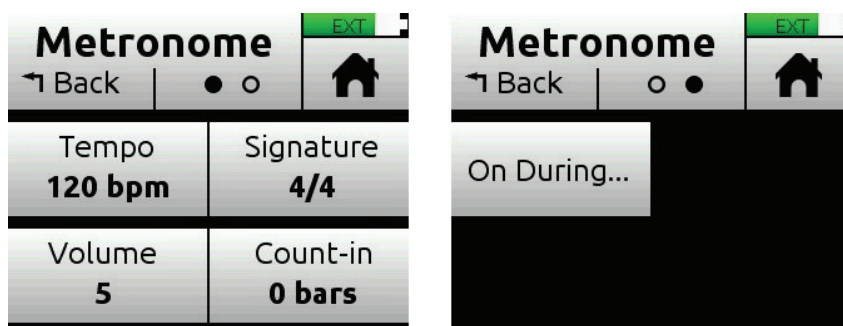 Metronome
EXT
Back
Tempo
120 bpm
Signature
4/4
Volume
5
Count-in
0 bars
Metronome
EXT
Back
On During...